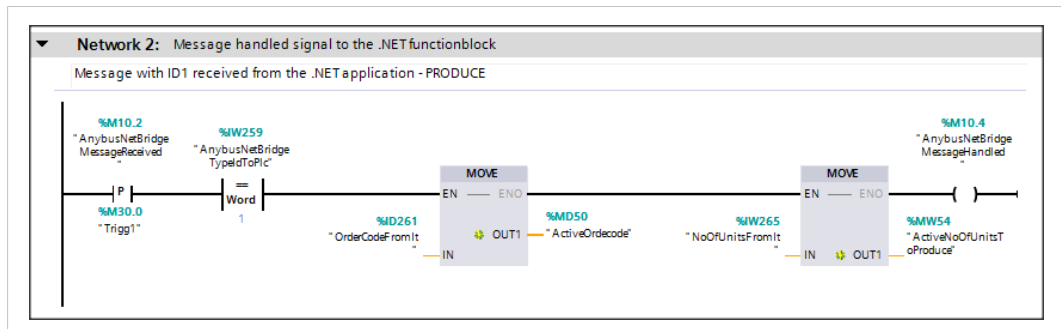 Network 2: Message handled signal to the .NET functionblock
Message with ID1 received from the .NET application - PRODUCE
%M10.2
"AnybusNetBridge
MessageReceived
"
P
%M30.0
"Trigg1"
%IW259
"AnybusNetBridge
TypeIdToPlc"
==
Word
1
MOVE
EN ENO
%ID261
"OrderCodeFromIt
"
IN
OUT1
%MD50
"ActiveOrdecode"
MOVE
EN ENO
%IW265
"NoOfUnitsFromIt
"
IN
OUT1
%M10.4
"AnybusNetBridge
MessageHandled
"
( )
%MW54
"ActiveNoOfUnitsT
oProduce"